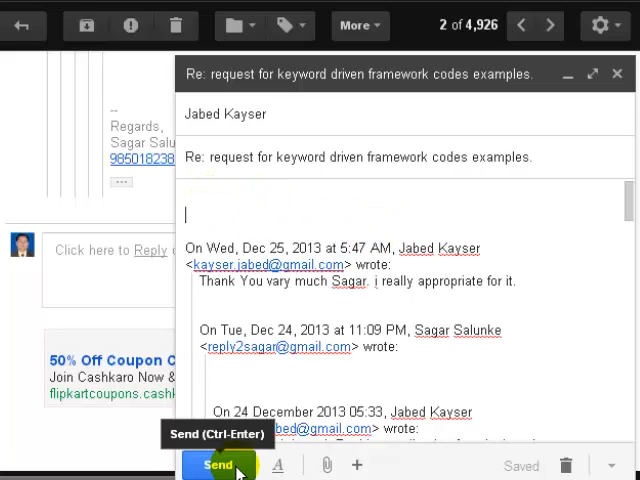 More
2 of 4,926
Re: request for keyword driven framework codes examples.
Jabed Kayser
Re: request for keyword driven framework codes examples.
--
Regards,
Sagar Salu
985018238
Click here to Reply
On Wed, Dec 25, 2013 at 5:47 AM, Jabed Kayser
<kayser.jabed@gmail.com> wrote:
Thank You vary much Sagar. i really appropriate for it.
On Tue, Dec 24, 2013 at 11:09 PM, Sagar Salunke
<reply2sagar@gmail.com> wrote:
50% Off Coupon C
Join Cashkaro Now &
flipkartcoupons.cashk
On 24 December 2013 05:33, Jabed Kayser
bed@gmail.com> wrote:
Send (Ctrl-Enter)
Send
A
Saved